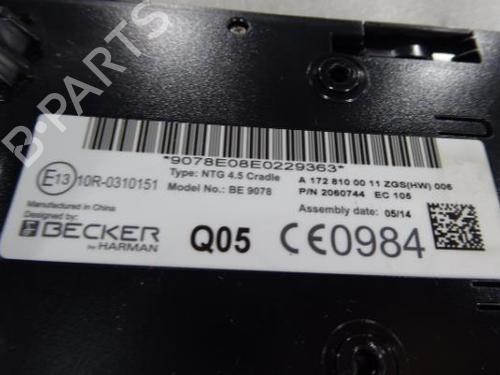 *9078E08E0229363*
Type: NTG 4.5 Cradle A 172 810 00 11 ZGS(HW) 006
E13 10R-0310151 Model No.: BE 9078 P/N 2060744 EC 105
Manufactured in China Assembly date: 05/14
Designed by:
BECKER Q05 CE0984
by HARMAN
B-PARTS